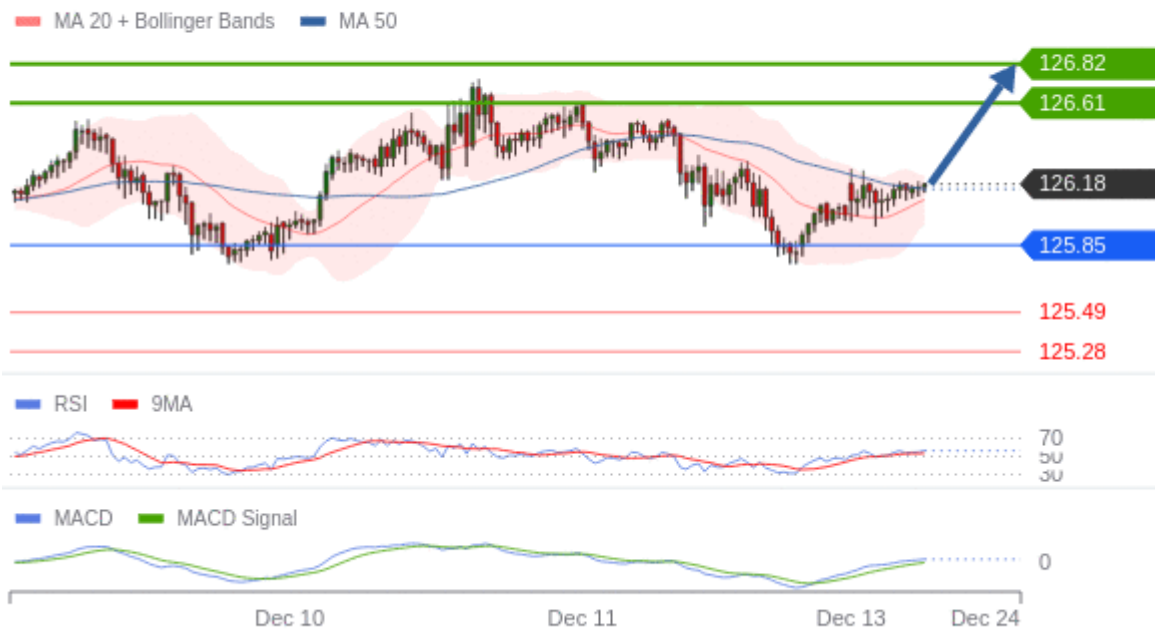 MA 20 + Bollinger Bands MA 50
126.82
126.61
126.18
125.85
125.49
125.28
RSI 9MA
70
50
30
MACD MACD Signal
0
Dec 10 Dec 11 Dec 13 Dec 24